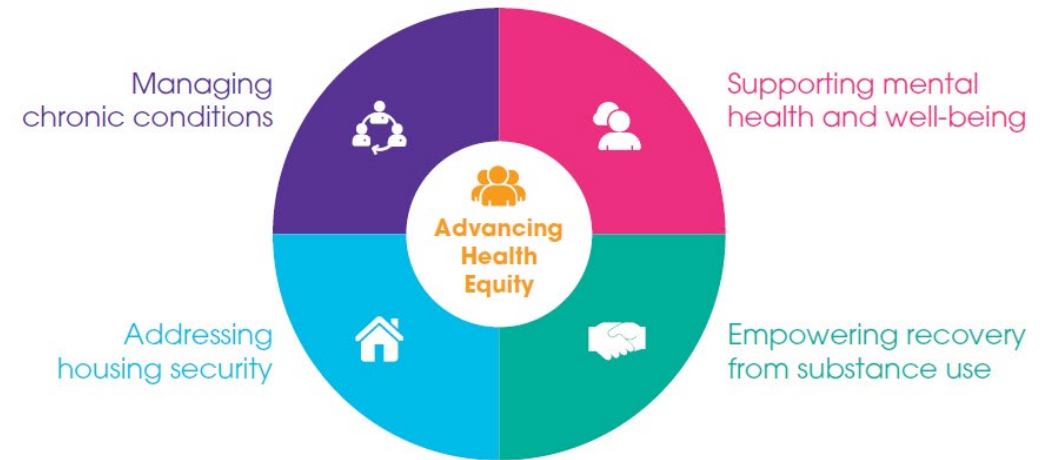 Managing
chronic conditions
Supporting mental
health and well-being
Advancing
Health
Equity
Addressing
housing security
Empowering recovery
from substance use